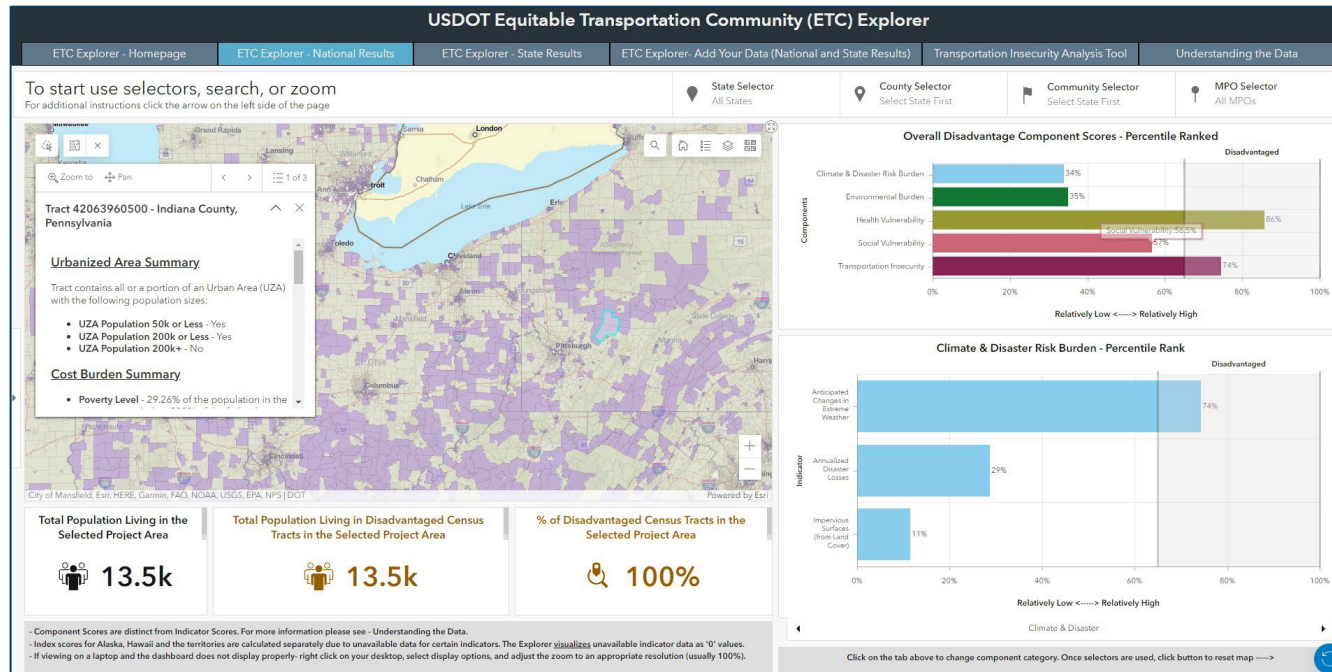 USDOT Equitable Transportation Community (ETC) Explorer
ETC Explorer - Homepage
ETC Explorer - National Results
ETC Explorer - State Results
ETC Explorer- Add Your Data (National and State Results)
Transportation Insecurity Analysis Tool
Understanding the Data
To start use selectors, search, or zoom
For additional instructions click the arrow on the left side of the page
State Selector
All States
County Selector
Select State First
Community Selector
Select State First
MPO Selector
All MPOs
Grand Rapids
Lansing
Sarnia
London
Chatham
Lake Erie
Erie
Toledo
Cleveland
Akron
Mansfield
Pittsburgh
State College
Altoona
Columbus
Cincinnati
Zoom to
Pan
1 of 3
Tract 42063960500 - Indiana County,
Pennsylvania
Urbanized Area Summary
Tract contains all or a portion of an Urban Area (UZA)
with the following population sizes:
• UZA Population 50k or Less - Yes
• UZA Population 200k or Less - Yes
• UZA Population 200k+ - No
Cost Burden Summary
• Poverty Level - 29.26% of the population in the
City of Mansfield, Esri, HERE, Garmin, FAO, NOAA, USGS, EPA, NPS | DOT
Powered by Esri
Total Population Living in the
Selected Project Area
13.5k
Total Population Living in Disadvantaged Census
Tracts in the Selected Project Area
13.5k
% of Disadvantaged Census Tracts in the
Selected Project Area
100%
- Component Scores are distinct from Indicator Scores. For more information please see - Understanding the Data.
- Index scores for Alaska, Hawaii and the territories are calculated separately due to unavailable data for certain indicators. The Explorer visualizes unavailable indicator data as '0' values.
- If viewing on a laptop and the dashboard does not display properly- right click on your desktop, select display options, and adjust the zoom to an appropriate resolution (usually 100%).
Overall Disadvantage Component Scores - Percentile Ranked
Disadvantaged
Components
Climate & Disaster Risk Burden
34%
Environmental Burden
35%
Health Vulnerability
86%
Social Vulnerability:56.5%
Social Vulnerability
57%
Transportation Insecurity
74%
0% 20% 40% 60% 80% 100%
Relatively Low <-----> Relatively High
Climate & Disaster Risk Burden - Percentile Rank
Disadvantaged
Indicator
Anticipated
Changes in
Extreme
Weather
74%
Annualized
Disaster
Losses
29%
Impervious
Surfaces
(from Land
Cover)
11%
0% 20% 40% 60% 80% 100%
Relatively Low <-----> Relatively High
Climate & Disaster
Click on the tab above to change component category. Once selectors are used, click button to reset map ----->